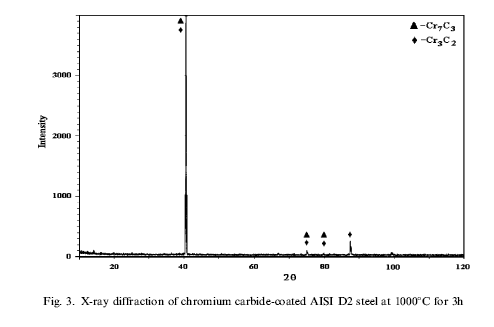 ▲-Cr₇C₃
♦-Cr₃C₂
Intensity
3000
2000
1000
0
20 40 60 80 100 120
2θ
Fig. 3. X-ray diffraction of chromium carbide-coated AISI D2 steel at 1000°C for 3h